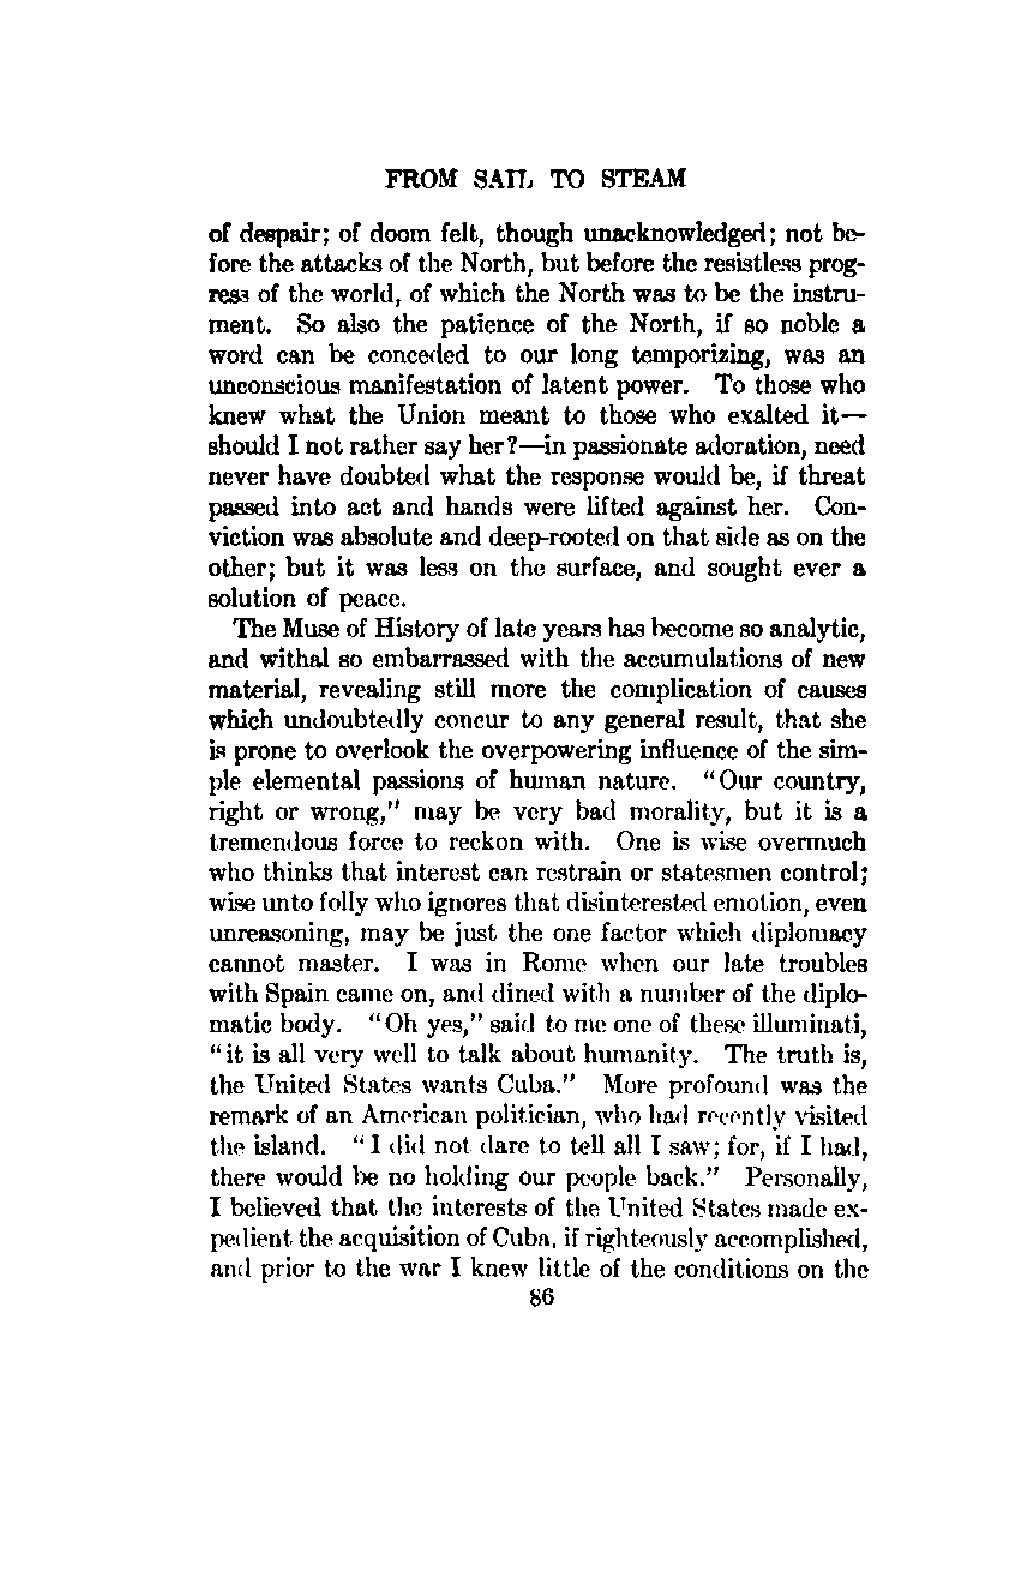 FROM SAIL TO STEAM
of despair; of doom felt, though unacknowledged; not be-
fore the attacks of the North, but before the resistless prog-
ress of the world, of which the North was to be the instru-
ment. So also the patience of the North, if so noble a
word can be conceded to our long temporizing, was an
unconscious manifestation of latent power. To those who
knew what the Union meant to those who exalted it—
should I not rather say her?—in passionate adoration, need
never have doubted what the response would be, if threat
passed into act and hands were lifted against her. Con-
viction was absolute and deep-rooted on that side as on the
other; but it was less on the surface, and sought ever a
solution of peace.
The Muse of History of late years has become so analytic,
and withal so embarrassed with the accumulations of new
material, revealing still more the complication of causes
which undoubtedly concur to any general result, that she
is prone to overlook the overpowering influence of the sim-
ple elemental passions of human nature. "Our country,
right or wrong," may be very bad morality, but it is a
tremendous force to reckon with. One is wise overmuch
who thinks that interest can restrain or statesmen control;
wise unto folly who ignores that disinterested emotion, even
unreasoning, may be just the one factor which diplomacy
cannot master. I was in Rome when our late troubles
with Spain came on, and dined with a number of the diplo-
matic body. "Oh yes," said to me one of these illuminati,
"it is all very well to talk about humanity. The truth is,
the United States wants Cuba." More profound was the
remark of an American politician, who had recently visited
the island. "I did not dare to tell all I saw; for, if I had,
there would be no holding our people back." Personally,
I believed that the interests of the United States made ex-
pedient the acquisition of Cuba, if righteously accomplished,
and prior to the war I knew little of the conditions on the
86